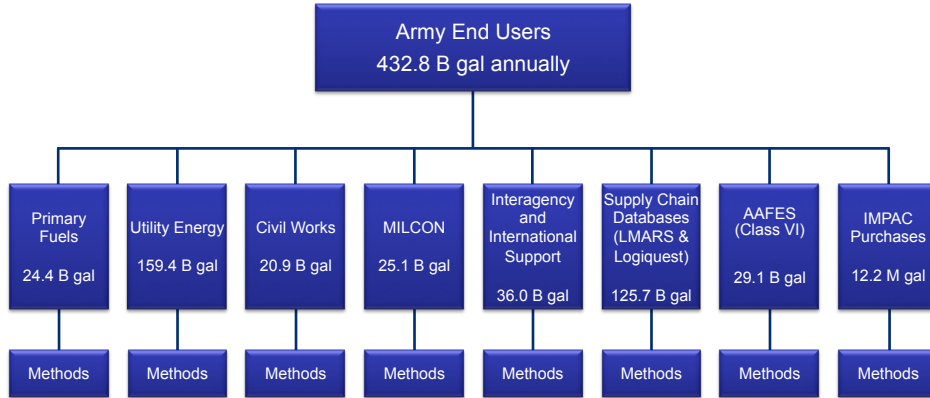 Army End Users
432.8 B gal annually
Primary
Fuels
24.4 B gal
Utility Energy
159.4 B gal
Civil Works
20.9 B gal
MILCON
25.1 B gal
Interagency
and
International
Support
36.0 B gal
Supply Chain
Databases
(LMARS &
Logiquest)
125.7 B gal
AAFES
(Class VI)
29.1 B gal
IMPAC
Purchases
12.2 M gal
Methods
Methods
Methods
Methods
Methods
Methods
Methods
Methods